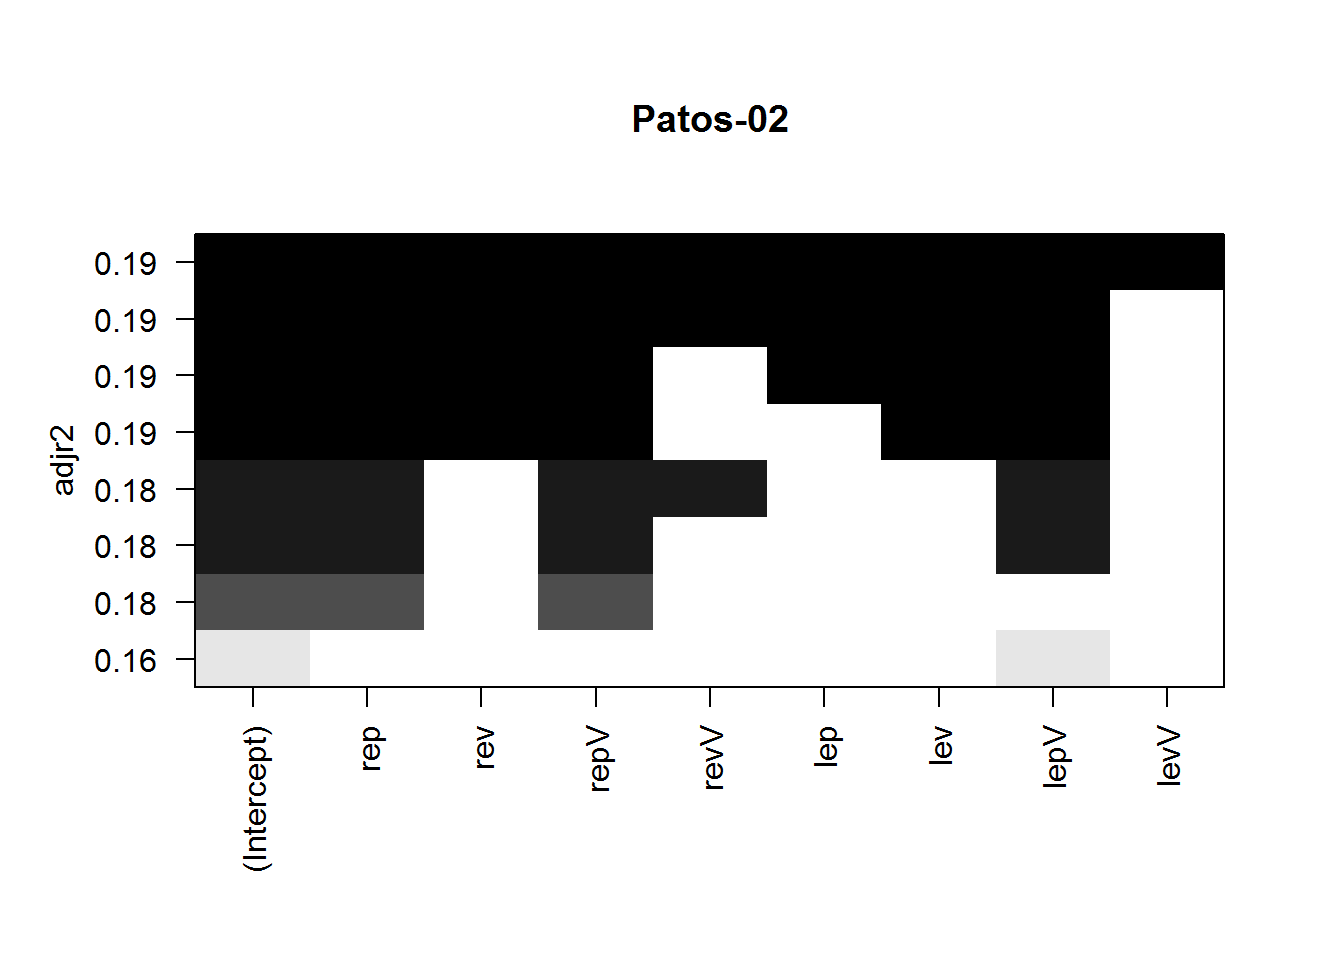 Patos-02
adjr2
0.19
0.19
0.19
0.19
0.18
0.18
0.18
0.16
(Intercept)
rep
rev
repV
revV
lep
lev
lepV
levV